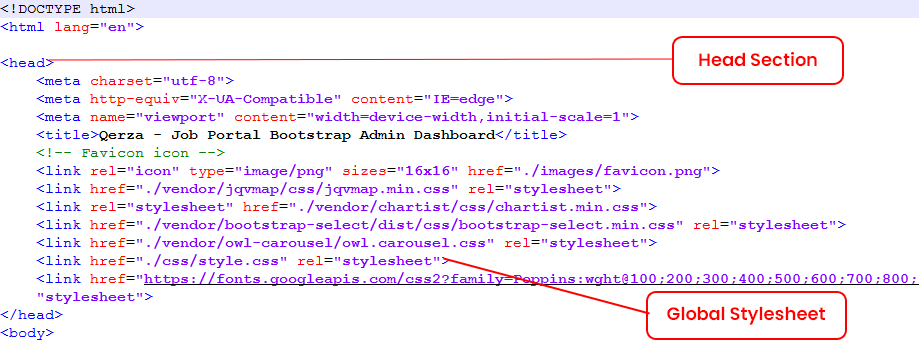 <!DOCTYPE html>
<html lang="en">
<head>
Head Section
<meta charset="utf-8">
<meta http-equiv="X-UA-Compatible" content="IE=edge">
<meta name="viewport" content="width=device-width,initial-scale=1">
<title>Qerza - Job Portal Bootstrap Admin Dashboard</title>
<!-- Favicon icon -->
<link rel="icon" type="image/png" sizes="16x16" href="./images/favicon.png">
<link href="./vendor/jqvmap/css/jqvmap.min.css" rel="stylesheet">
<link rel="stylesheet" href="./vendor/chartist/css/chartist.min.css">
<link href="./vendor/bootstrap-select/dist/css/bootstrap-select.min.css" rel="stylesheet">
<link href="./vendor/owl-carousel/owl.carousel.css" rel="stylesheet">
<link href="./css/style.css" rel="stylesheet">
<link href="https://fonts.googleapis.com/css2?family=Poppins:wght@100;200;300;400;500;600;700;800;
"stylesheet">
Global Stylesheet
</head>
<body>